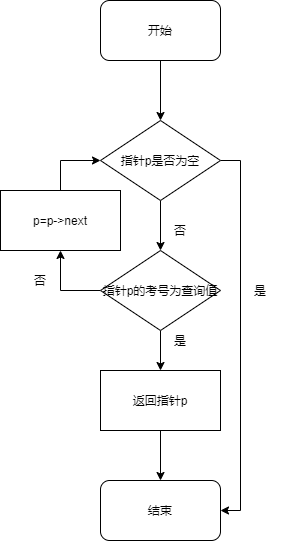 开始
指针p是否为空
p=p->next
否
指针p的考号为查询值
否
是
是
返回指针p
结束